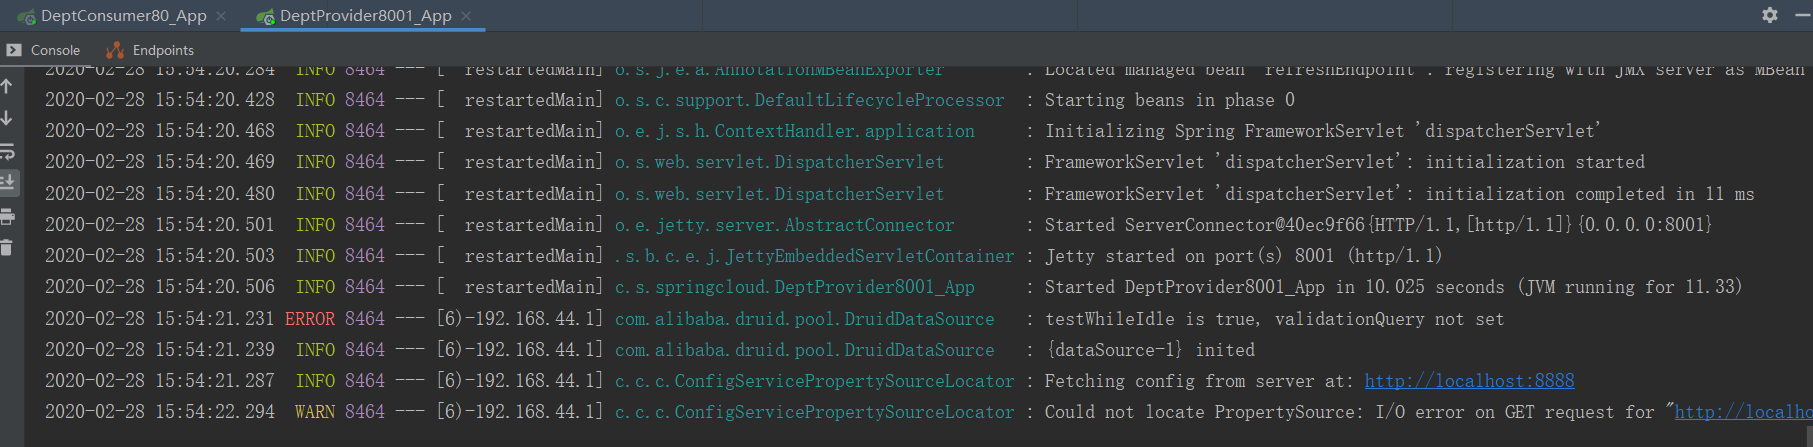 DeptConsumer80_App × DeptProvider8001_App ×
Console Endpoints
2020-02-28 15:54:20.284 INFO 8464 --- [ restartedMain] o.s.j.e.a.AnnotationMBeanExporter : Located managed bean 'refreshEndpoint': registering with JMX server as MBean
2020-02-28 15:54:20.428 INFO 8464 --- [ restartedMain] o.s.c.support.DefaultLifecycleProcessor : Starting beans in phase 0
2020-02-28 15:54:20.468 INFO 8464 --- [ restartedMain] o.e.j.s.h.ContextHandler.application : Initializing Spring FrameworkServlet 'dispatcherServlet'
2020-02-28 15:54:20.469 INFO 8464 --- [ restartedMain] o.s.web.servlet.DispatcherServlet : FrameworkServlet 'dispatcherServlet': initialization started
2020-02-28 15:54:20.480 INFO 8464 --- [ restartedMain] o.s.web.servlet.DispatcherServlet : FrameworkServlet 'dispatcherServlet': initialization completed in 11 ms
2020-02-28 15:54:20.501 INFO 8464 --- [ restartedMain] o.e.jetty.server.AbstractConnector : Started ServerConnector@40ec9f66{HTTP/1.1,[http/1.1]}{0.0.0.0:8001}
2020-02-28 15:54:20.503 INFO 8464 --- [ restartedMain] .s.b.c.e.j.JettyEmbeddedServletContainer : Jetty started on port(s) 8001 (http/1.1)
2020-02-28 15:54:20.506 INFO 8464 --- [ restartedMain] c.s.springcloud.DeptProvider8001_App : Started DeptProvider8001_App in 10.025 seconds (JVM running for 11.33)
2020-02-28 15:54:21.231 ERROR 8464 --- [6)-192.168.44.1] com.alibaba.druid.pool.DruidDataSource : testWhileIdle is true, validationQuery not set
2020-02-28 15:54:21.239 INFO 8464 --- [6)-192.168.44.1] com.alibaba.druid.pool.DruidDataSource : {dataSource-1} inited
2020-02-28 15:54:21.287 INFO 8464 --- [6)-192.168.44.1] c.c.c.ConfigServicePropertySourceLocator : Fetching config from server at: http://localhost:8888
2020-02-28 15:54:22.294 WARN 8464 --- [6)-192.168.44.1] c.c.c.ConfigServicePropertySourceLocator : Could not locate PropertySource: I/O error on GET request for "http://localho